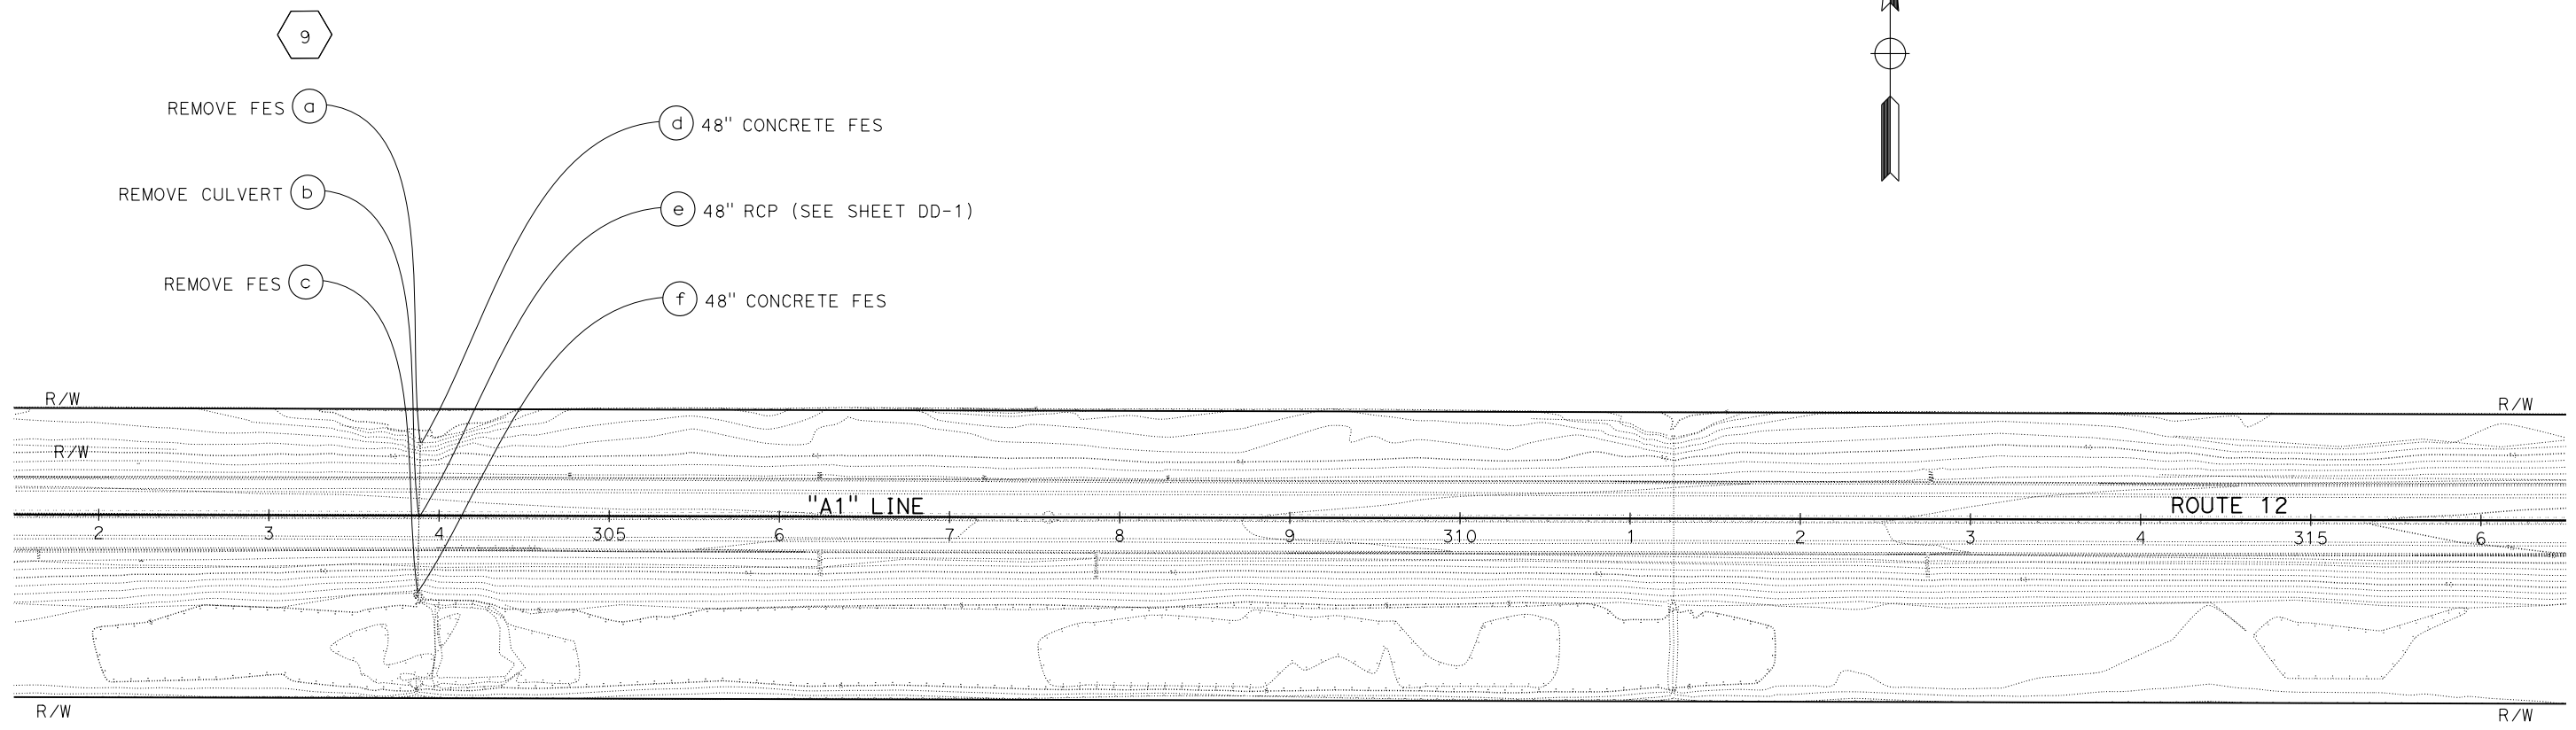 9
REMOVE FES a
d 48" CONCRETE FES
REMOVE CULVERT b
e 48" RCP (SEE SHEET DD-1)
REMOVE FES c
f 48" CONCRETE FES
R/W
R/W
R/W
"A1" LINE
ROUTE 12
2 3 4 305 6 7 8 9 310 1 2 3 4 315 6
R/W
R/W